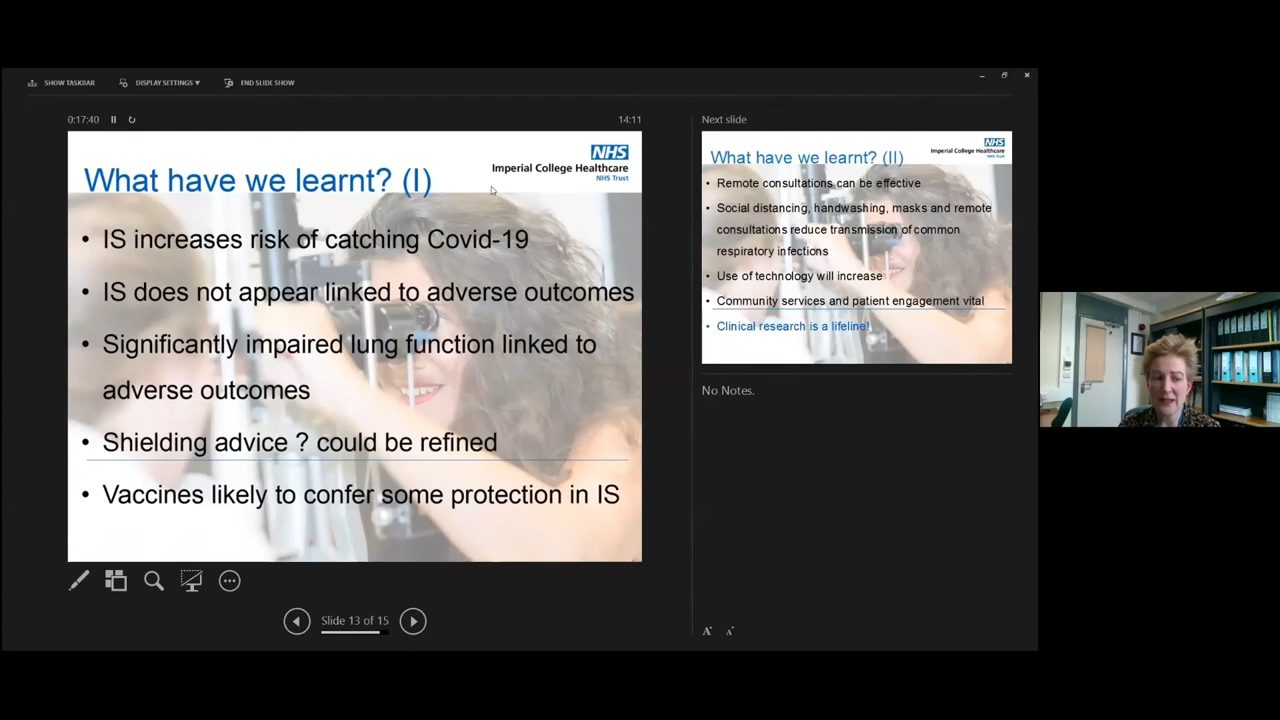 SHOW TASKBAR
DISPLAY SETTINGS ▾
END SLIDE SHOW
0:17:40
14:11
NHS
Imperial College Healthcare
NHS Trust
What have we learnt? (I)
• IS increases risk of catching Covid-19
• IS does not appear linked to adverse outcomes
• Significantly impaired lung function linked to
adverse outcomes
• Shielding advice ? could be refined
• Vaccines likely to confer some protection in IS
Slide 13 of 15
Next slide
NHS
Imperial College Healthcare
NHS Trust
What have we learnt? (II)
• Remote consultations can be effective
• Social distancing, handwashing, masks and remote
consultations reduce transmission of common
respiratory infections
• Use of technology will increase
• Community services and patient engagement vital
• Clinical research is a lifeline!
No Notes.
A A